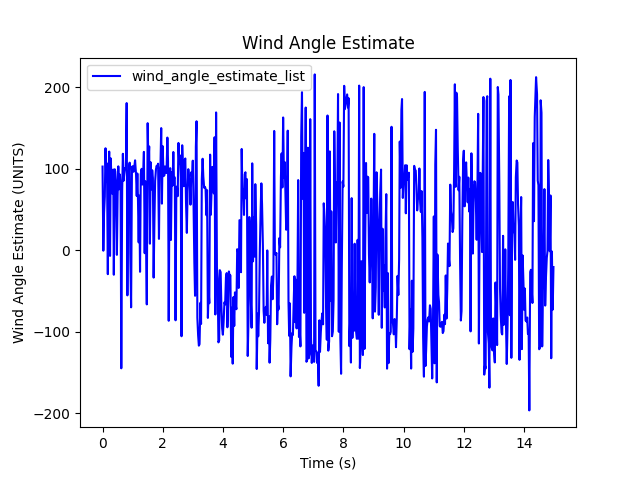 Wind Angle Estimate
wind_angle_estimate_list
Wind Angle Estimate (UNITS)
200
100
0
−100
−200
0 2 4 6 8 10 12 14
Time (s)